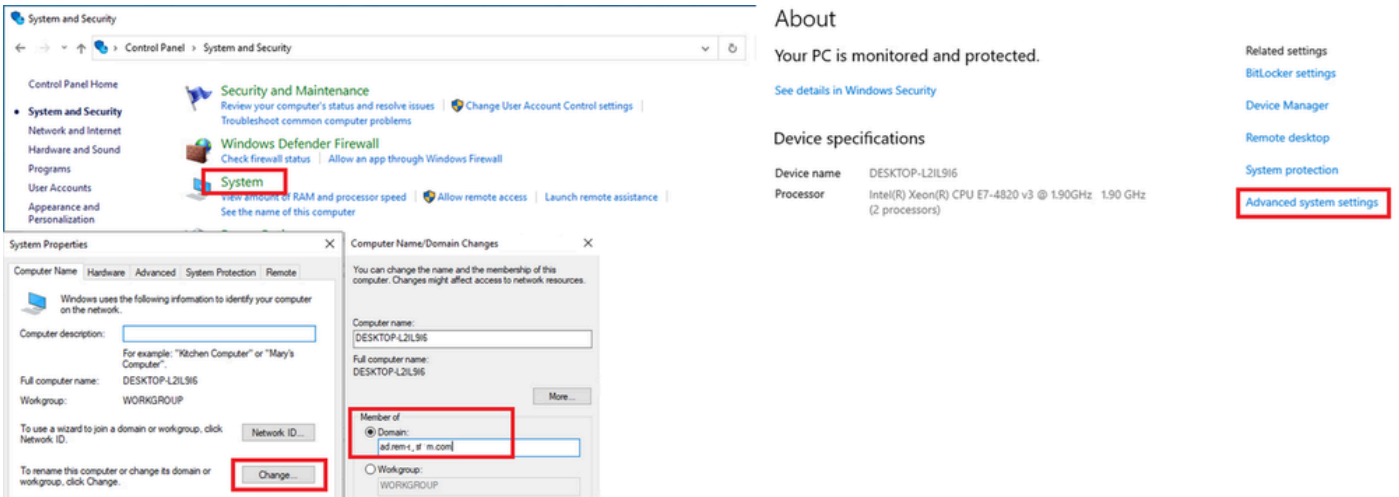 System and Security
Control Panel > System and Security
Control Panel Home
System and Security
Network and Internet
Hardware and Sound
Programs
User Accounts
Appearance and
Personalization
Security and Maintenance
Review your computer's status and resolve issues | Change User Account Control settings |
Troubleshoot common computer problems
Windows Defender Firewall
Check firewall status | Allow an app through Windows Firewall
System
View amount of RAM and processor speed | Allow remote access | Launch remote assistance |
See the name of this computer
About
Your PC is monitored and protected.
See details in Windows Security
Device specifications
Device name DESKTOP-L2IL9I6
Processor Intel(R) Xeon(R) CPU E7-4820 v3 @ 1.90GHz 1.90 GHz
(2 processors)
Related settings
BitLocker settings
Device Manager
Remote desktop
System protection
Advanced system settings
System Properties
Computer Name Hardware Advanced System Protection Remote
Windows uses the following information to identify your computer
on the network.
Computer description:
For example: "Kitchen Computer" or "Mary's
Computer".
Full computer name: DESKTOP-L2IL9I6
Workgroup: WORKGROUP
To use a wizard to join a domain or workgroup, click
Network ID.
Network ID...
To rename this computer or change its domain or
workgroup, click Change.
Change...
Computer Name/Domain Changes
You can change the name and the membership of this
computer. Changes might affect access to network resources.
Computer name:
DESKTOP-L2IL9I6
Full computer name:
DESKTOP-L2IL9I6
More...
Member of
Domain:
Workgroup:
WORKGROUP